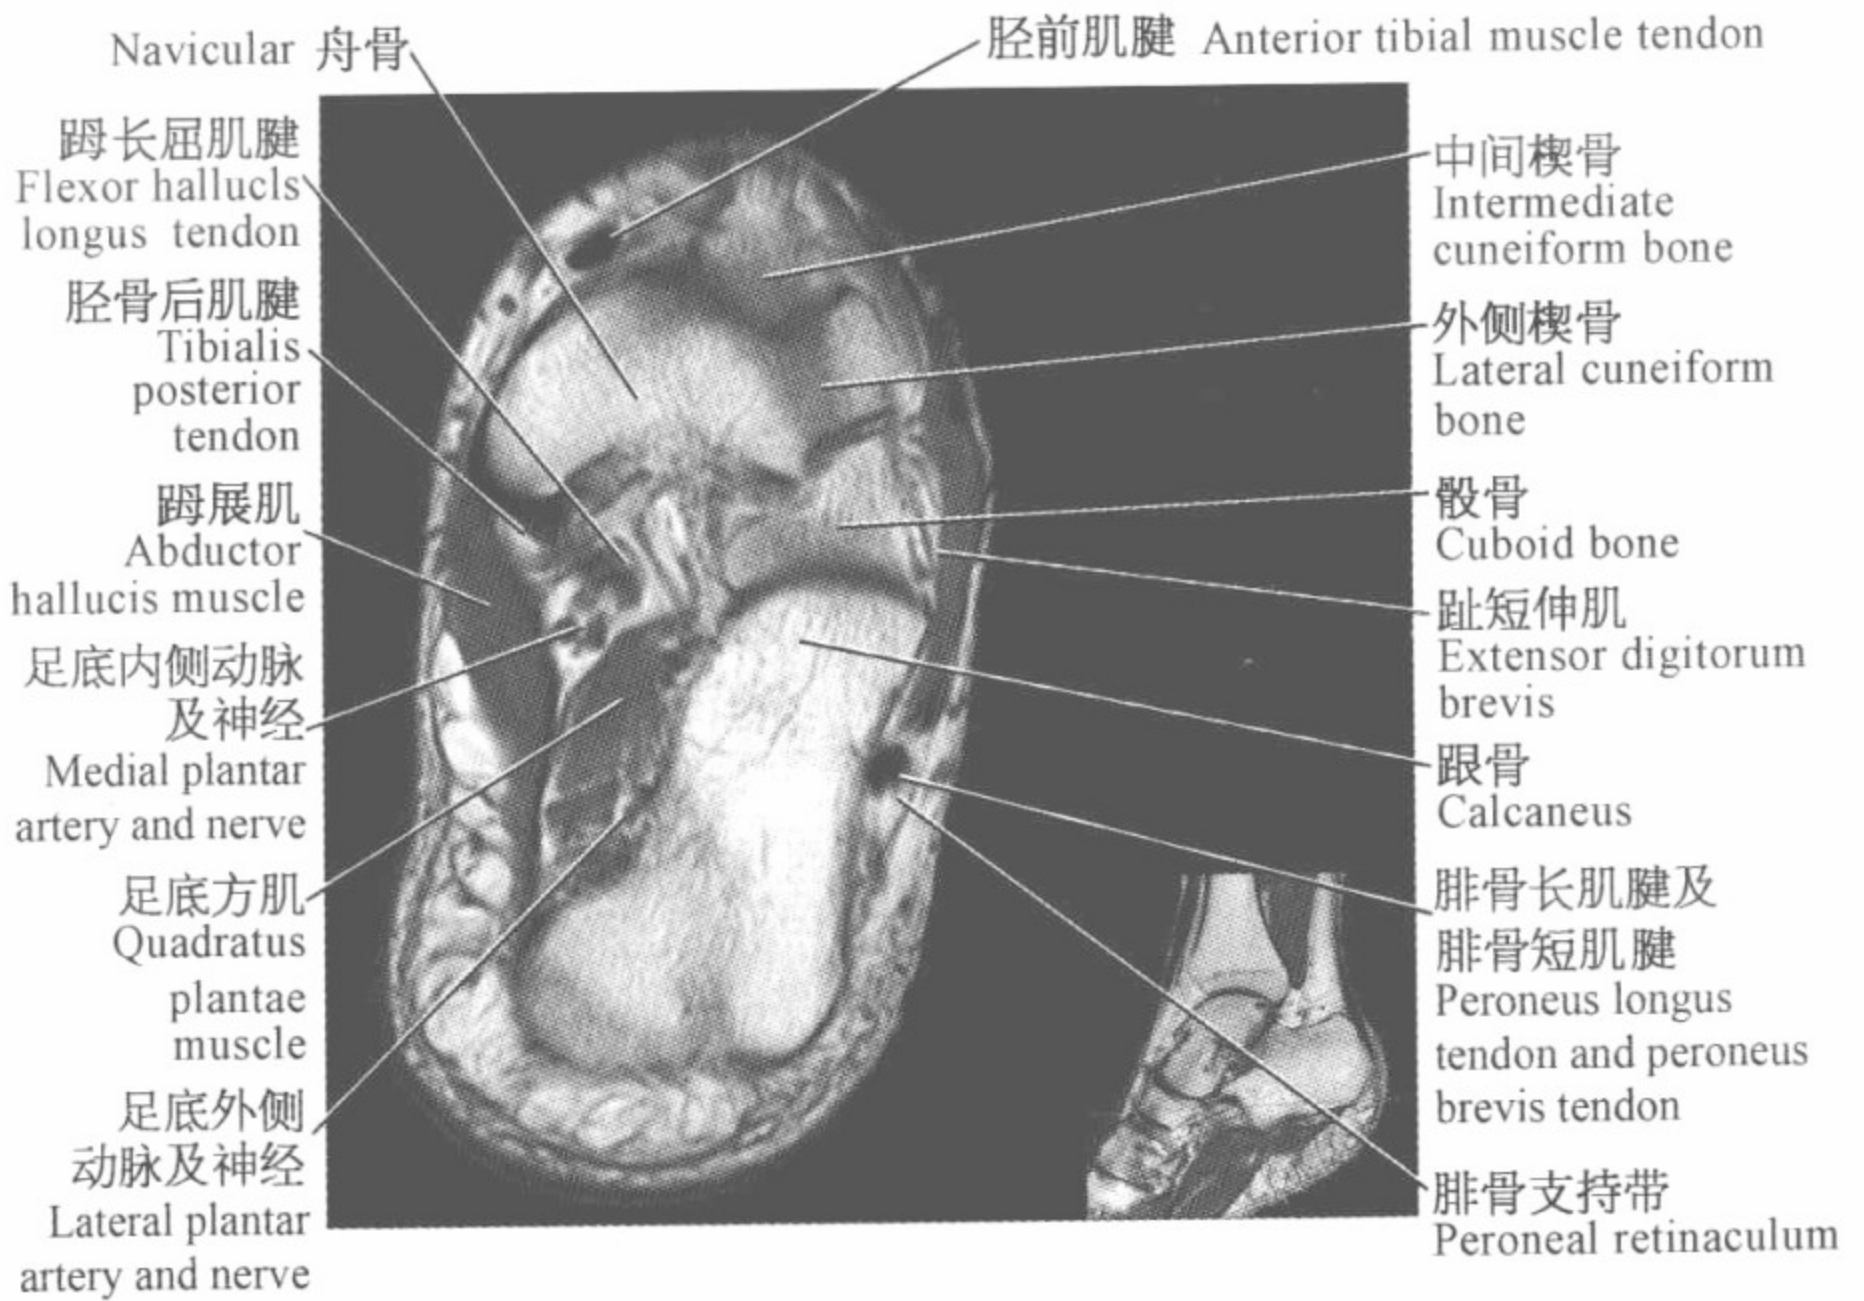 Navicular 舟骨
𧿹长屈肌腱
Flexor hallucls
longus tendon
胫骨后肌腱
Tibialis
posterior
tendon
𧿹展肌
Abductor
hallucis muscle
足底内侧动脉
及神经
Medial plantar
artery and nerve
足底方肌
Quadratus
plantae
muscle
足底外侧
动脉及神经
Lateral plantar
artery and nerve
胫前肌腱 Anterior tibial muscle tendon
中间楔骨
Intermediate
cuneiform bone
外侧楔骨
Lateral cuneiform
bone
骰骨
Cuboid bone
趾短伸肌
Extensor digitorum
brevis
跟骨
Calcaneus
腓骨长肌腱及
腓骨短肌腱
Peroneus longus
tendon and peroneus
brevis tendon
腓骨支持带
Peroneal retinaculum